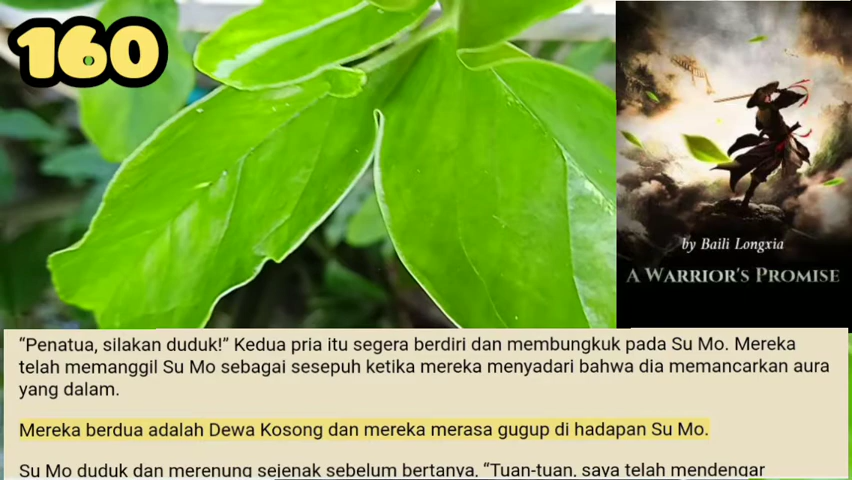 160
by Baili Longxia
A WARRIOR'S PROMISE
“Penatua, silakan duduk!” Kedua pria itu segera berdiri dan membungkuk pada Su Mo. Mereka
telah memanggil Su Mo sebagai sesepuh ketika mereka menyadari bahwa dia memancarkan aura
yang dalam.
Mereka berdua adalah Dewa Kosong dan mereka merasa gugup di hadapan Su Mo.
Su Mo duduk dan merenung sejenak sebelum bertanya, “Tuan-tuan, saya telah mendengar